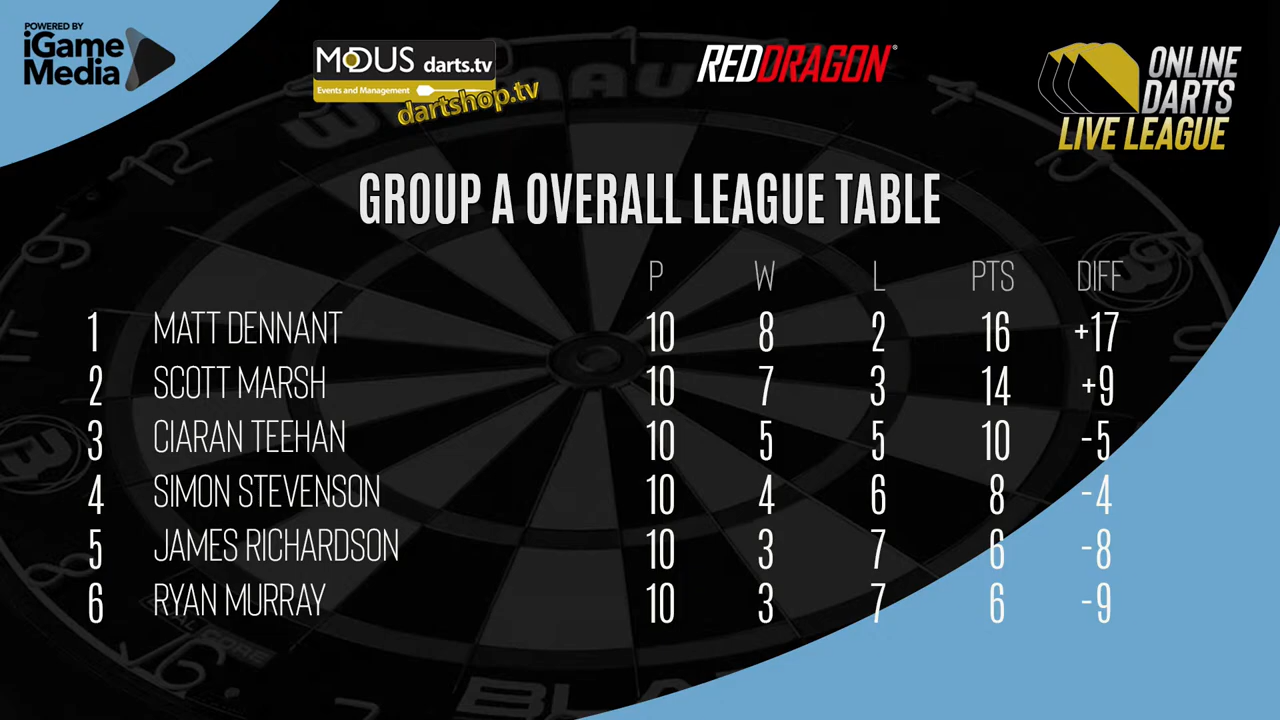 POWERED BY
iGame
Media
MODUS darts.tv
Events and Management
dartshop.tv
REDDRAGON
ONLINE
DARTS
LIVE LEAGUE
GROUP A OVERALL LEAGUE TABLE
P W L PTS DIFF
1 MATT DENNANT 10 8 2 16 +17
2 SCOTT MARSH 10 7 3 14 +9
3 CIARAN TEEHAN 10 5 5 10 -5
4 SIMON STEVENSON 10 4 6 8 -4
5 JAMES RICHARDSON 10 3 7 6 -8
6 RYAN MURRAY 10 3 7 6 -9